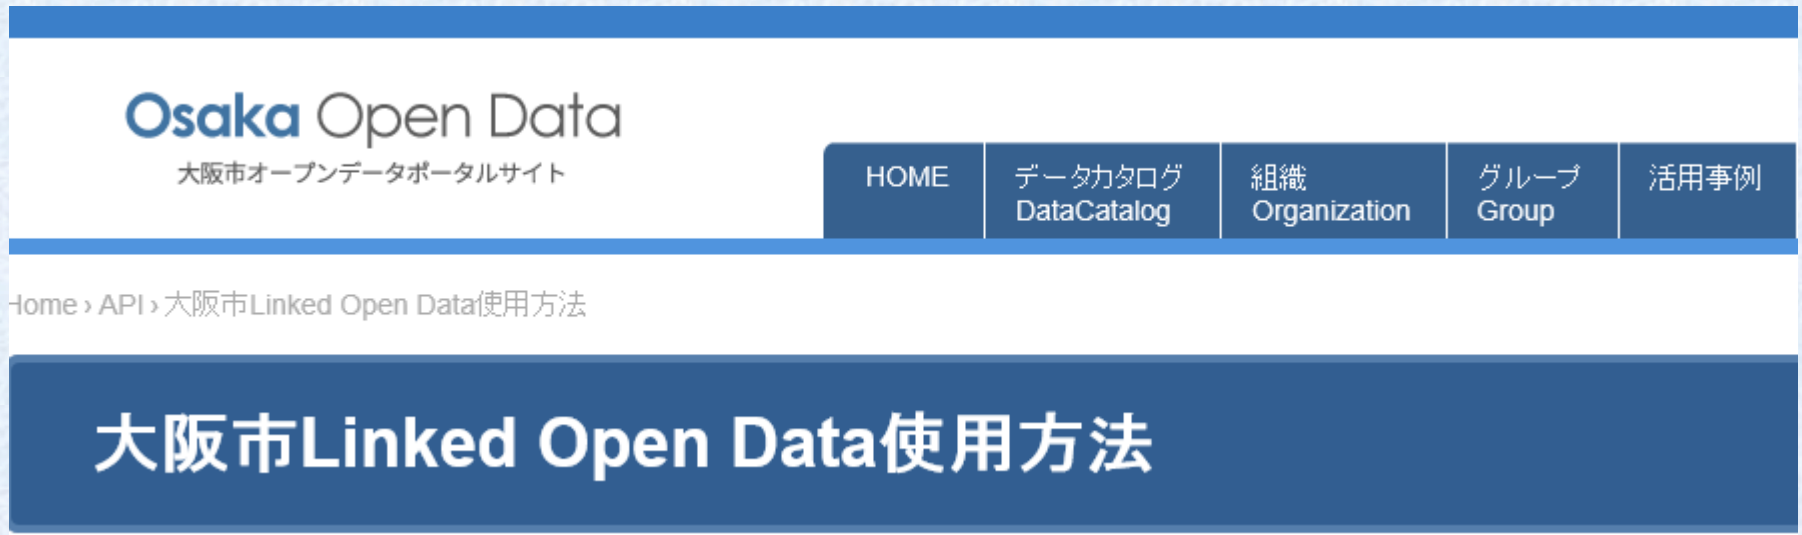 Osaka Open Data
大阪市オープンデータポータルサイト
HOME
データカタログ
DataCatalog
組織
Organization
グループ
Group
活用事例
Home › API › 大阪市Linked Open Data使用方法
大阪市Linked Open Data使用方法